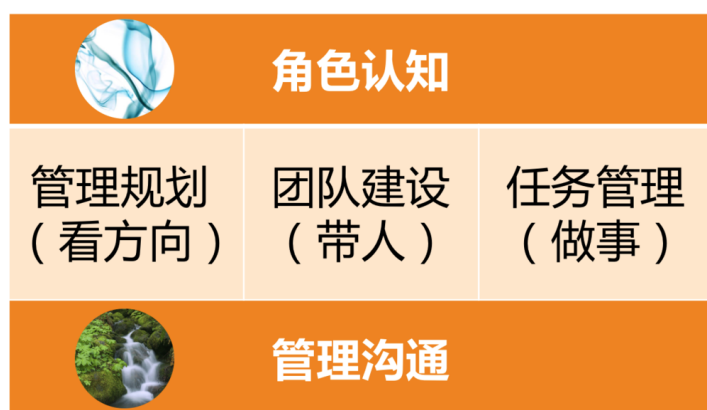 角色认知
管理规划
（看方向）
团队建设
（带人）
任务管理
（做事）
管理沟通